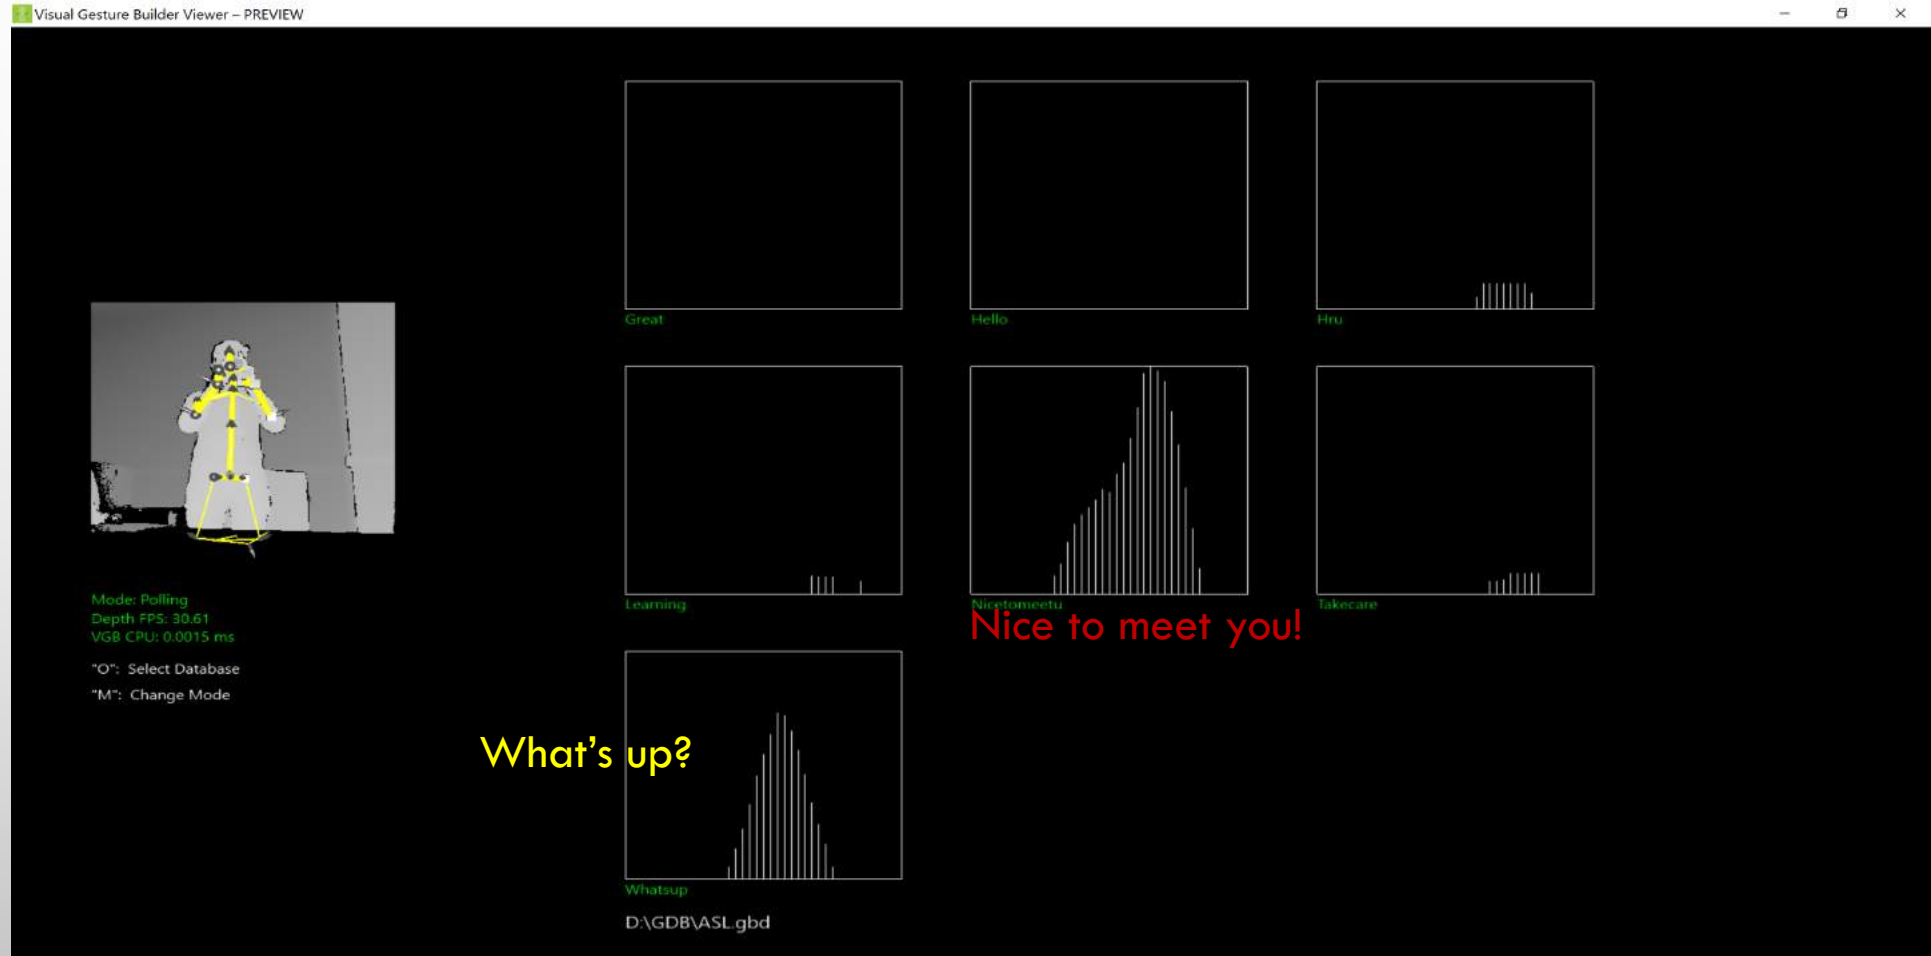 Visual Gesture Builder Viewer – PREVIEW
Great
Hello
Hru
Mode: Polling
Depth FPS: 30.61
VGB CPU: 0.0015 ms
"O": Select Database
"M": Change Mode
Learning
Nicetomeetu
Takecare
Nice to meet you!
What's up?
Whatsup
D:\GDB\ASL.gbd